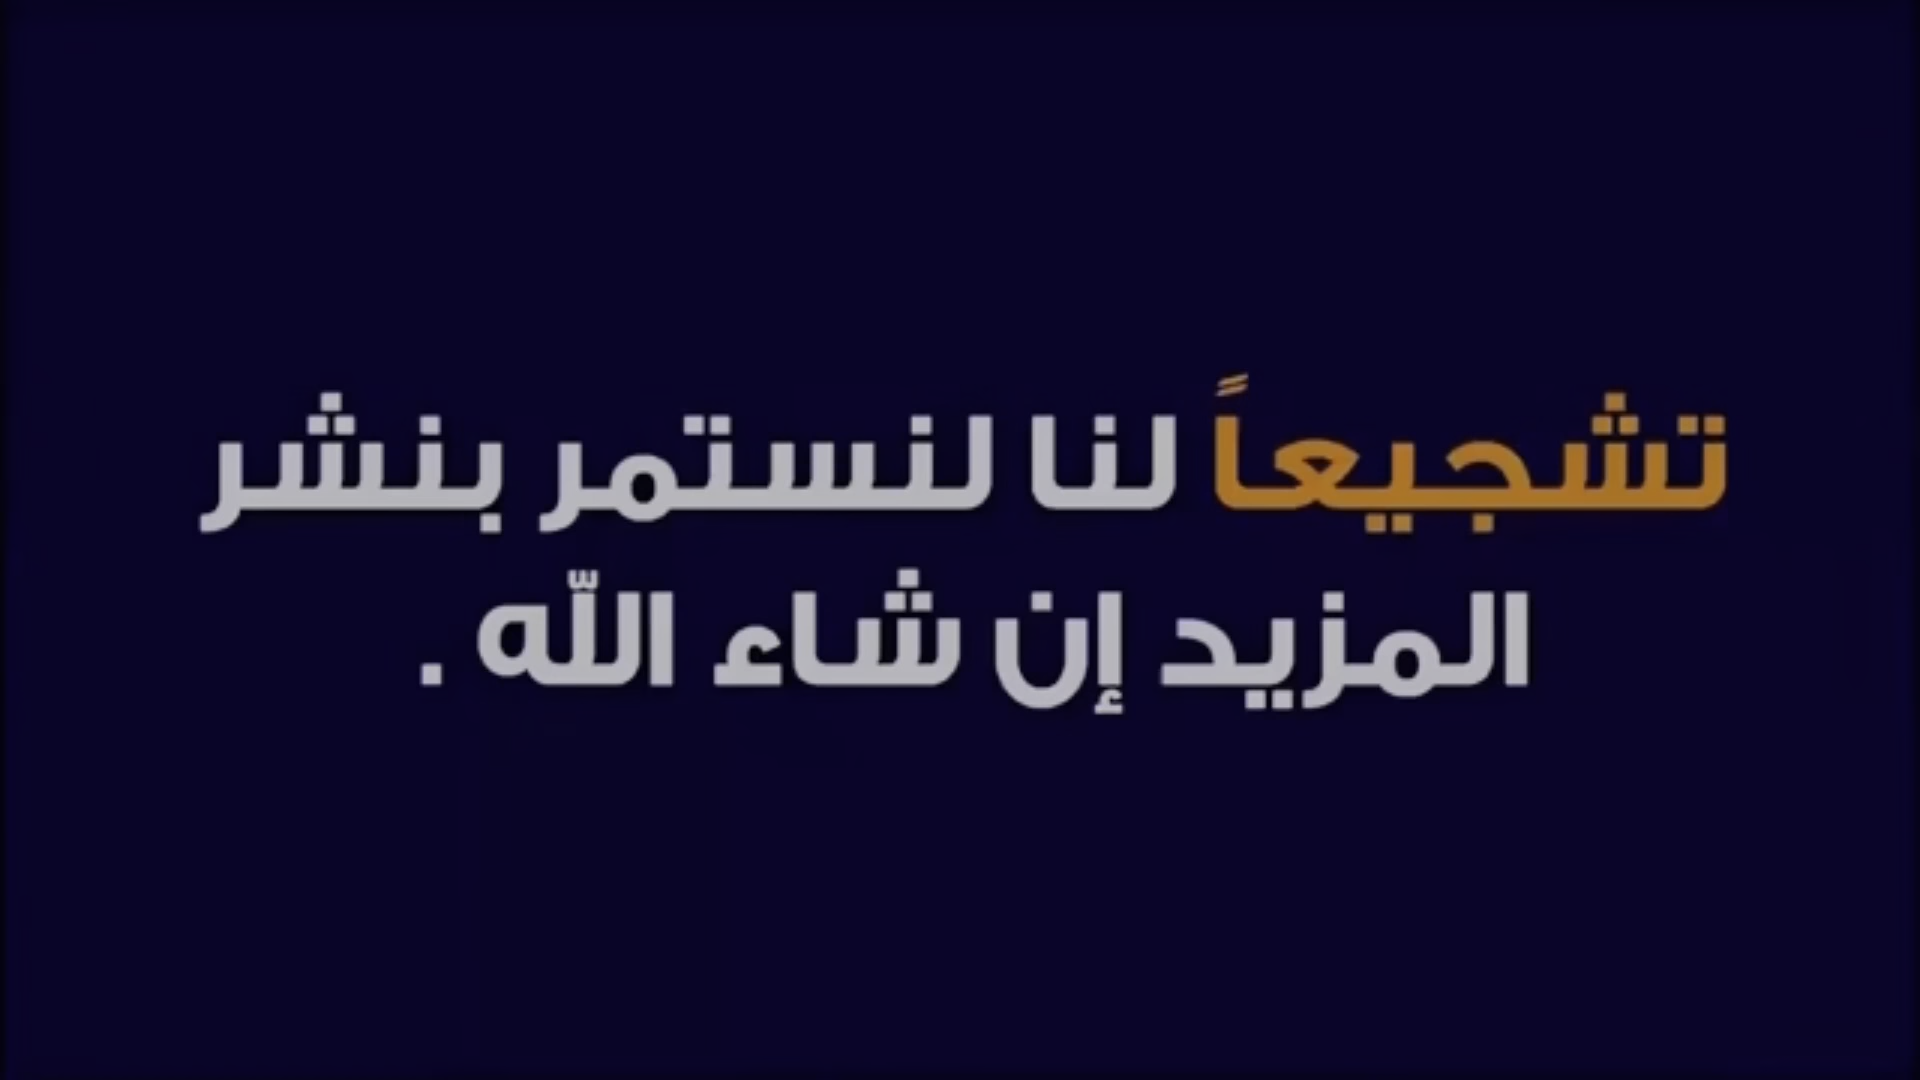 تشجيعاً لنا لنستمر بنشر
المزيد إن شاء اللّه .